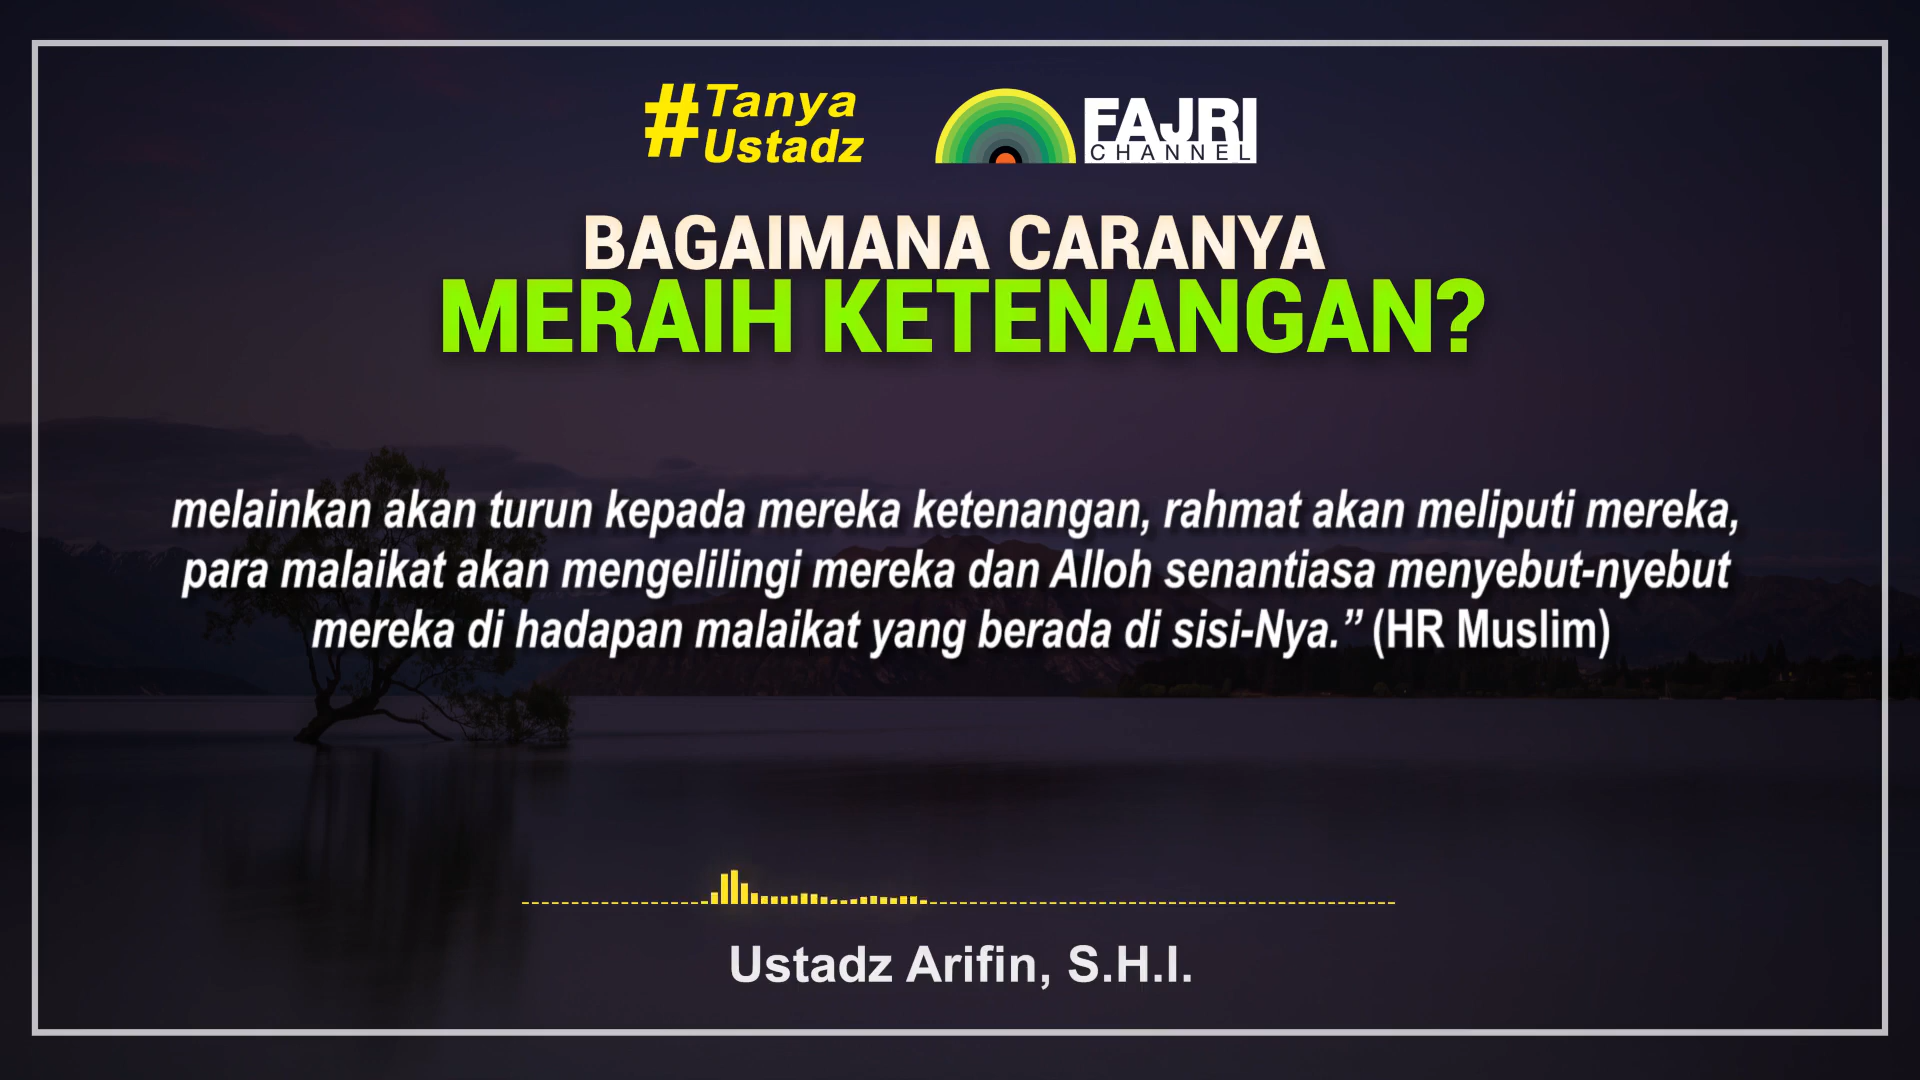 #Tanya
Ustadz
FAJRI
CHANNEL
BAGAIMANA CARANYA
MERAIH KETENANGAN?
melainkan akan turun kepada mereka ketenangan, rahmat akan meliputi mereka,
para malaikat akan mengelilingi mereka dan Alloh senantiasa menyebut-nyebut
mereka di hadapan malaikat yang berada di sisi-Nya.” (HR Muslim)
Ustadz Arifin, S.H.I.